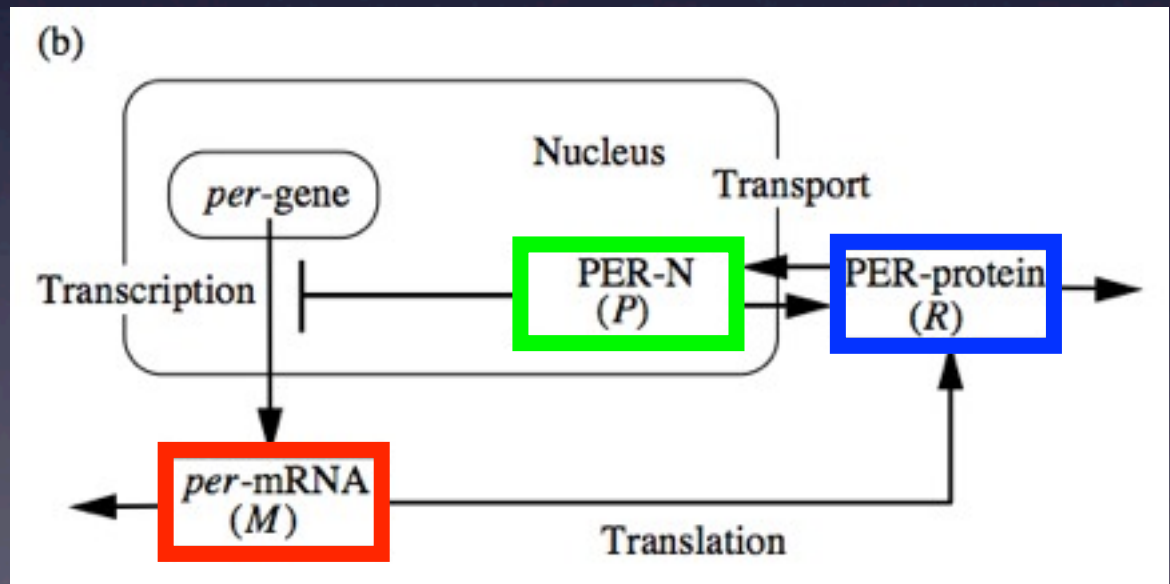 (b)
Nucleus
Transport
per-gene
Transcription
PER-N
(P)
PER-protein
(R)
per-mRNA
(M)
Translation